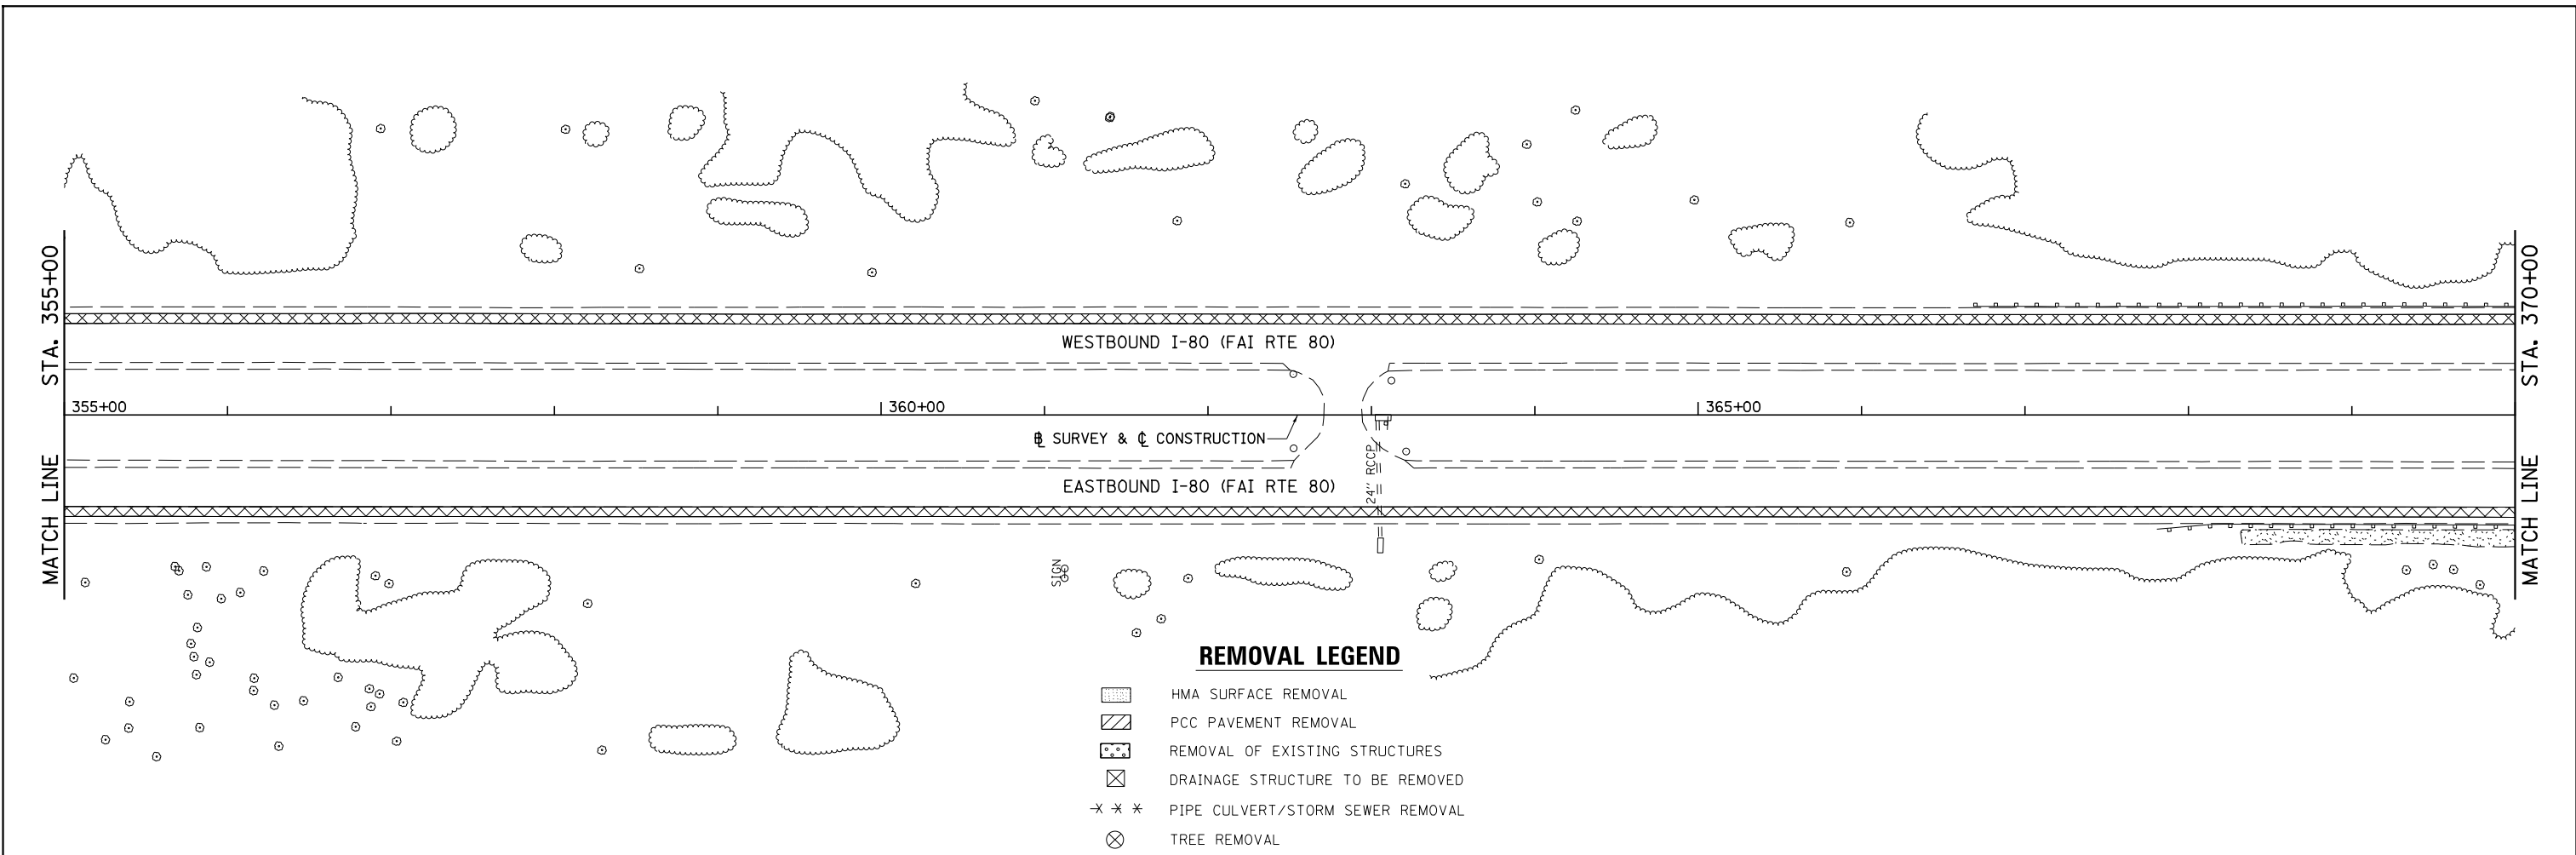 STA. 355+00
STA. 370+00
WESTBOUND I-80 (FAI RTE 80)
355+00
360+00
365+00
℄ SURVEY & ℄ CONSTRUCTION
24" RCCP
EASTBOUND I-80 (FAI RTE 80)
MATCH LINE
MATCH LINE
SIGN
REMOVAL LEGEND
HMA SURFACE REMOVAL
PCC PAVEMENT REMOVAL
REMOVAL OF EXISTING STRUCTURES
DRAINAGE STRUCTURE TO BE REMOVED
PIPE CULVERT/STORM SEWER REMOVAL
TREE REMOVAL